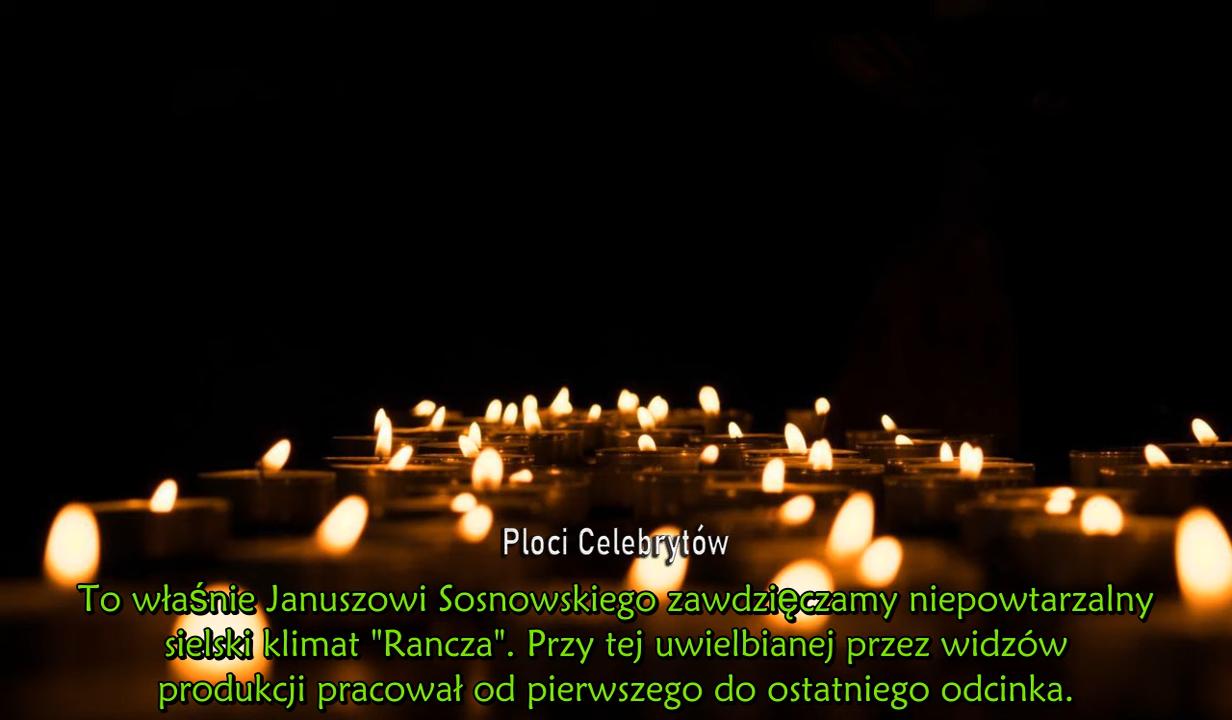 Ploci Celebrytów
To właśnie Januszowi Sosnowskiego zawdzięczamy niepowtarzalny
sielski klimat "Rancza". Przy tej uwielbianej przez widzów
produkcji pracował od pierwszego do ostatniego odcinka.